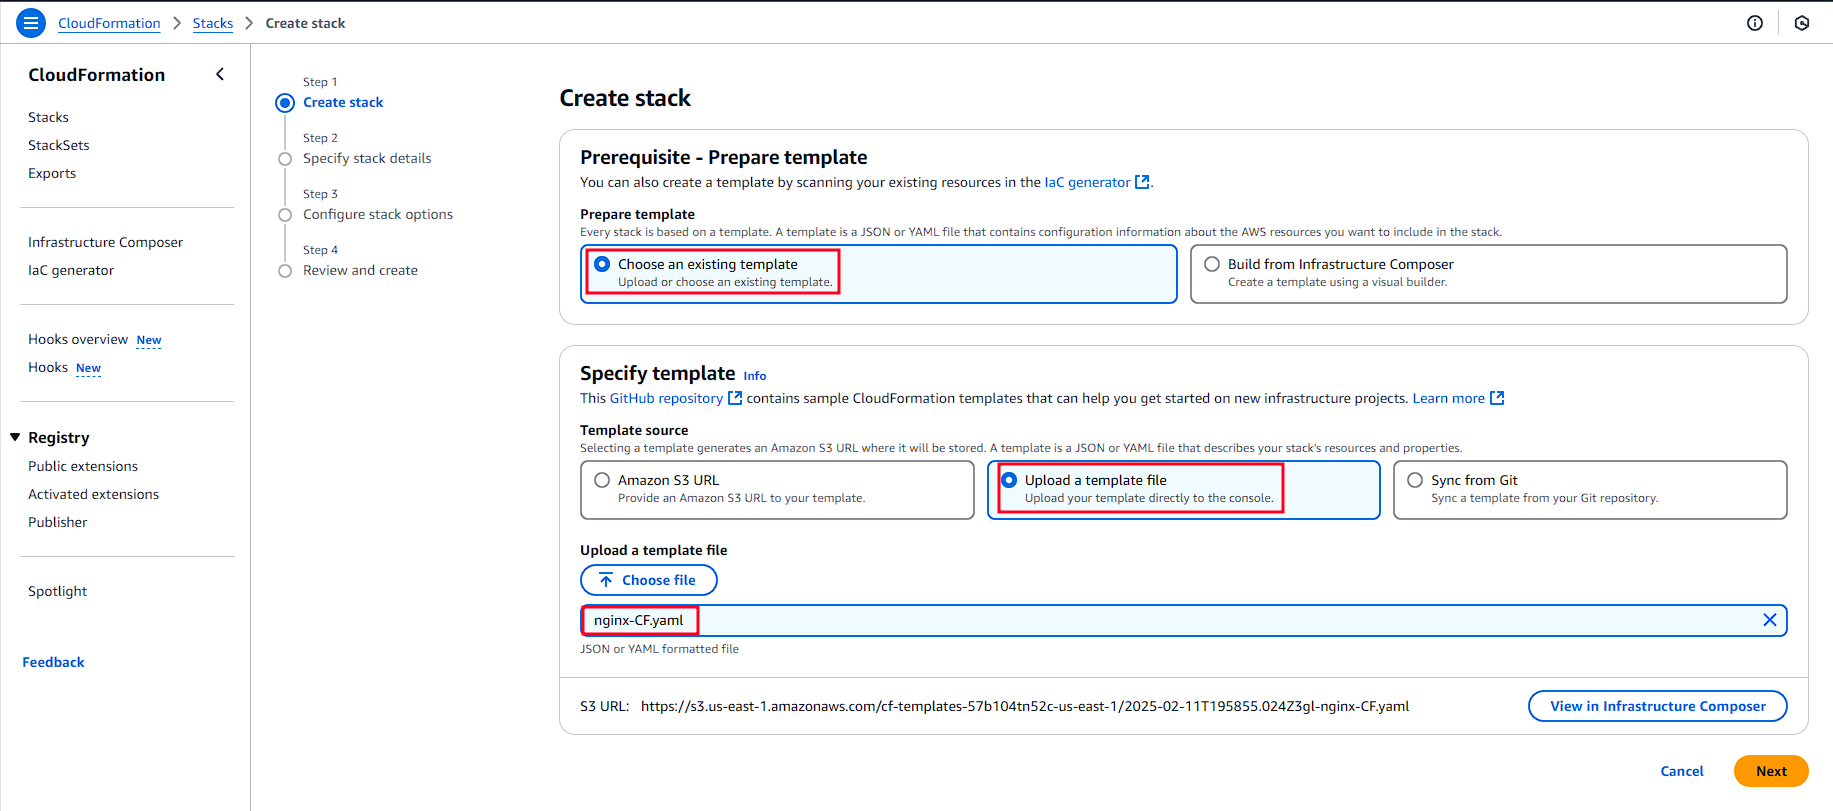 CloudFormation > Stacks > Create stack
CloudFormation
Stacks
StackSets
Exports
Infrastructure Composer
IaC generator
Hooks overview New
Hooks New
Registry
Public extensions
Activated extensions
Publisher
Spotlight
Feedback
Step 1
Create stack
Step 2
Specify stack details
Step 3
Configure stack options
Step 4
Review and create
Create stack
Prerequisite - Prepare template
You can also create a template by scanning your existing resources in the IaC generator.
Prepare template
Every stack is based on a template. A template is a JSON or YAML file that contains configuration information about the AWS resources you want to include in the stack.
Choose an existing template
Upload or choose an existing template.
Build from Infrastructure Composer
Create a template using a visual builder.
Specify template Info
This GitHub repository contains sample CloudFormation templates that can help you get started on new infrastructure projects. Learn more
Template source
Selecting a template generates an Amazon S3 URL where it will be stored. A template is a JSON or YAML file that describes your stack's resources and properties.
Amazon S3 URL
Provide an Amazon S3 URL to your template.
Upload a template file
Upload your template directly to the console.
Sync from Git
Sync a template from your Git repository.
Upload a template file
Choose file
nginx-CF.yaml
JSON or YAML formatted file
S3 URL: https://s3.us-east-1.amazonaws.com/cf-templates-57b104tn52c-us-east-1/2025-02-11T195855.024Z3gl-nginx-CF.yaml
View in Infrastructure Composer
Cancel
Next